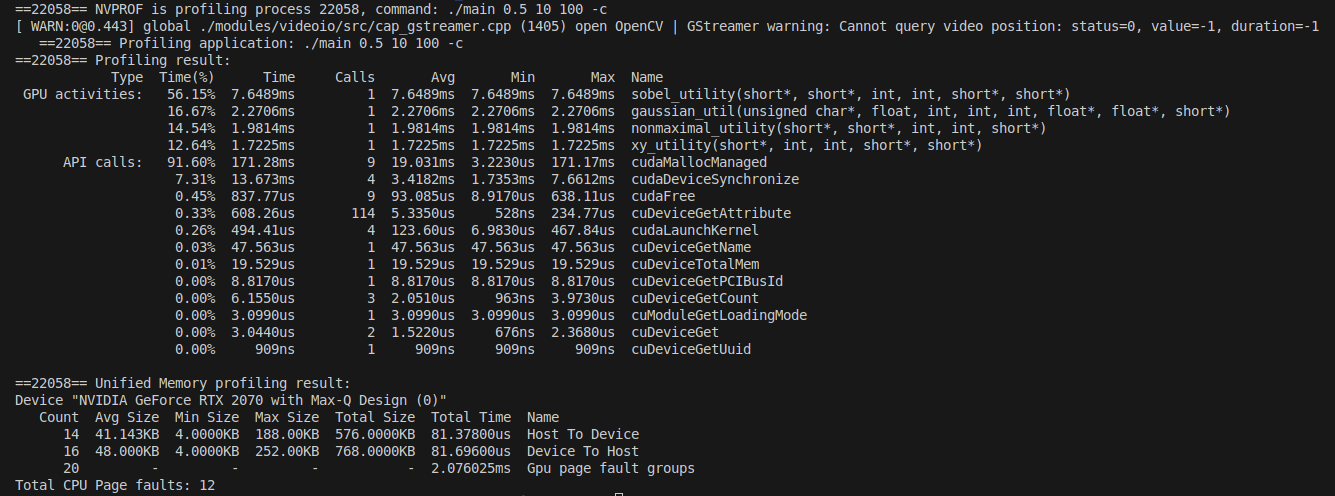 ==22058== NVPROF is profiling process 22058, command: ./main 0.5 10 100 -c
[ WARN:0@0.443] global ./modules/videoio/src/cap_gstreamer.cpp (1405) open OpenCV | GStreamer warning: Cannot query video position: status=0, value=-1, duration=-1
==22058== Profiling application: ./main 0.5 10 100 -c
==22058== Profiling result:
Type  Time(%)      Time     Calls       Avg       Min       Max  Name
GPU activities:   56.15%  7.6489ms         1  7.6489ms  7.6489ms  7.6489ms  sobel_utility(short*, short*, int, int, short*, short*)
16.67%  2.2706ms         1  2.2706ms  2.2706ms  2.2706ms  gaussian_util(unsigned char*, float, int, int, int, float*, float*, short*)
14.54%  1.9814ms         1  1.9814ms  1.9814ms  1.9814ms  nonmaximal_utility(short*, short*, int, int, short*)
12.64%  1.7225ms         1  1.7225ms  1.7225ms  1.7225ms  xy_utility(short*, int, int, short*, short*)
API calls:   91.60%  171.28ms         9  19.031ms  3.2230us  171.17ms  cudaMallocManaged
7.31%  13.673ms         4  3.4182ms  1.7353ms  7.6612ms  cudaDeviceSynchronize
0.45%  837.77us         9  93.085us  8.9170us  638.11us  cudaFree
0.33%  608.26us       114  5.3350us     528ns  234.77us  cuDeviceGetAttribute
0.26%  494.41us         4  123.60us  6.9830us  467.84us  cudaLaunchKernel
0.03%  47.563us         1  47.563us  47.563us  47.563us  cuDeviceGetName
0.01%  19.529us         1  19.529us  19.529us  19.529us  cuDeviceTotalMem
0.00%  8.8170us         1  8.8170us  8.8170us  8.8170us  cuDeviceGetPCIBusId
0.00%  6.1550us         3  2.0510us     963ns  3.9730us  cuDeviceGetCount
0.00%  3.0990us         1  3.0990us  3.0990us  3.0990us  cuModuleGetLoadingMode
0.00%  3.0440us         2  1.5220us     676ns  2.3680us  cuDeviceGet
0.00%     909ns         1     909ns     909ns     909ns  cuDeviceGetUuid
==22058== Unified Memory profiling result:
Device "NVIDIA GeForce RTX 2070 with Max-Q Design (0)"
Count  Avg Size  Min Size  Max Size  Total Size  Total Time  Name
14  41.143KB  4.0000KB  188.00KB  576.0000KB  81.37800us  Host To Device
16  48.000KB  4.0000KB  252.00KB  768.0000KB  81.69600us  Device To Host
20         -         -         -           -  2.076025ms  Gpu page fault groups
Total CPU Page faults: 12